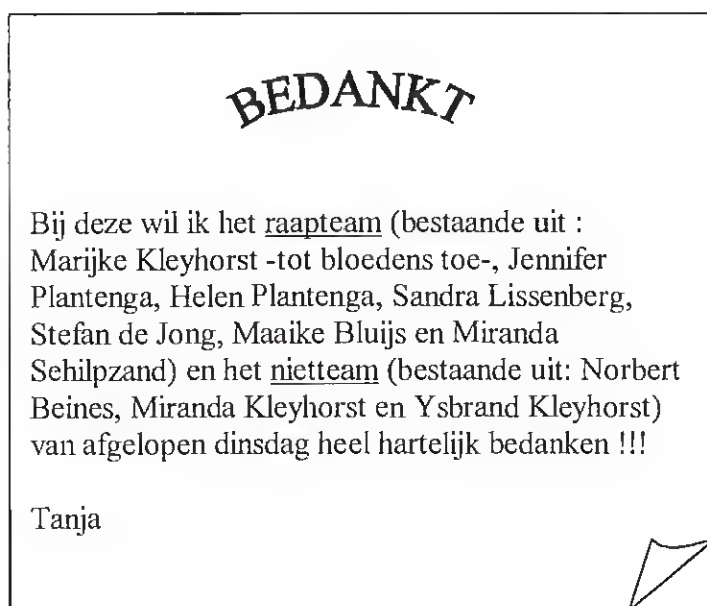 BEDANKT
Bij deze wil ik het raapteam (bestaande uit :
Marijke Kleyhorst -tot bloedens toe-, Jennifer
Plantenga, Helen Plantenga, Sandra Lissenberg,
Stefan de Jong, Maaike Bluijs en Miranda
Sehilpzand) en het nietteam (bestaande uit: Norbert
Beines, Miranda Kleyhorst en Ysbrand Kleyhorst)
van afgelopen dinsdag heel hartelijk bedanken !!!
Tanja